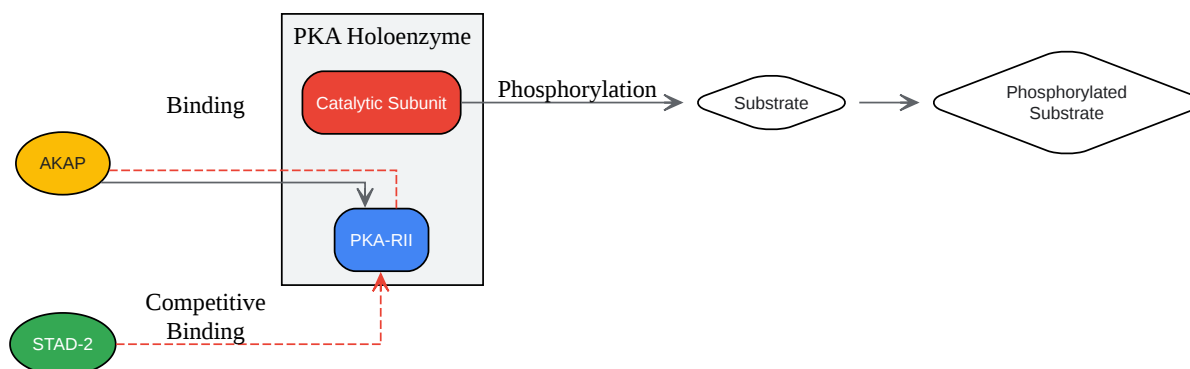 PKA Holoenzyme
Catalytic Subunit
Phosphorylation
Substrate
Phosphorylated
Substrate
Binding
AKAP
PKA-RII
Competitive
Binding
STAD-2